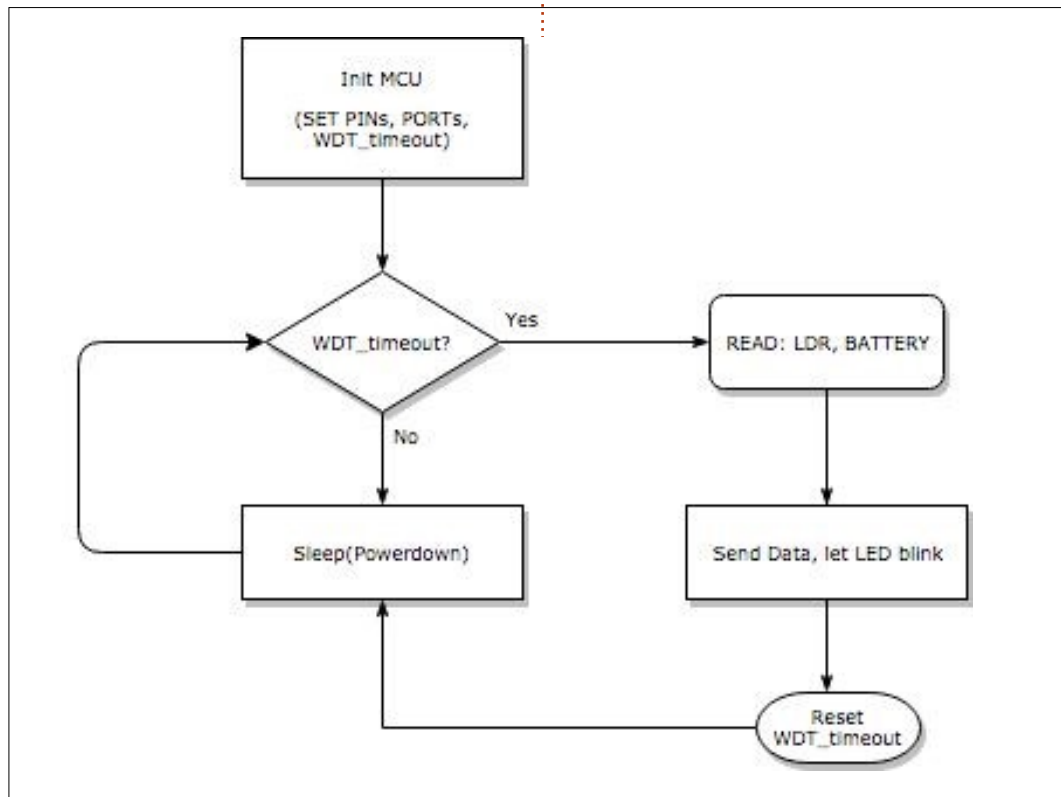 Init MCU
(SET PINs, PORTs,
WDT_timeout)
WDT_timeout?
Yes
READ: LDR, BATTERY
No
Sleep(Powerdown)
Send Data, let LED blink
Reset
WDT_timeout